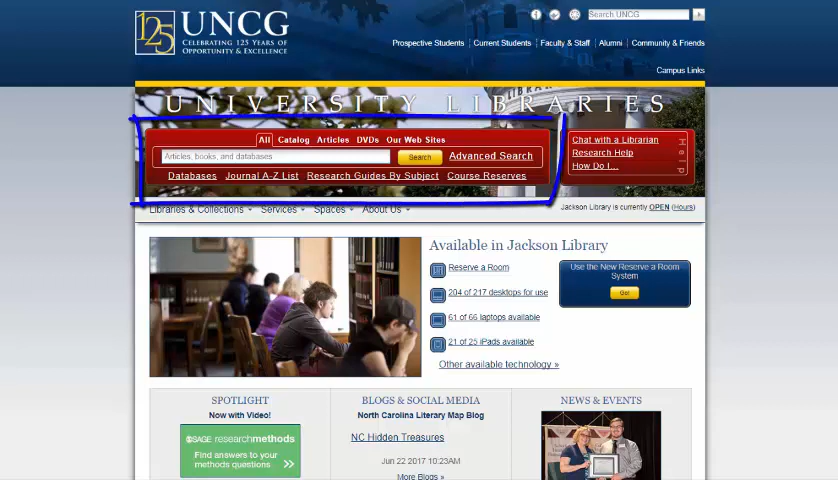 125 UNCG
CELEBRATING 125 YEARS OF
OPPORTUNITY & EXCELLENCE
Search UNCG
Prospective Students Current Students Faculty & Staff Alumni Community & Friends
Campus Links
UNIVERSITY LIBRARIES
All Catalog Articles DVDs Our Web Sites
Articles, books, and databases Search Advanced Search
Databases Journal A-Z List Research Guides By Subject Course Reserves
Chat with a Librarian
Research Help
How Do I...
Help
Libraries & Collections Services Spaces About Us
Jackson Library is currently OPEN (Hours)
Available in Jackson Library
Reserve a Room
204 of 217 desktops for use
61 of 66 laptops available
21 of 25 iPads available
Other available technology »
Use the New Reserve a Room
System
Go!
SPOTLIGHT
Now with Video!
SAGE researchmethods
Find answers to your
methods questions
BLOGS & SOCIAL MEDIA
North Carolina Literary Map Blog
NC Hidden Treasures
Jun 22 2017 10:23AM
More Blogs »
NEWS & EVENTS